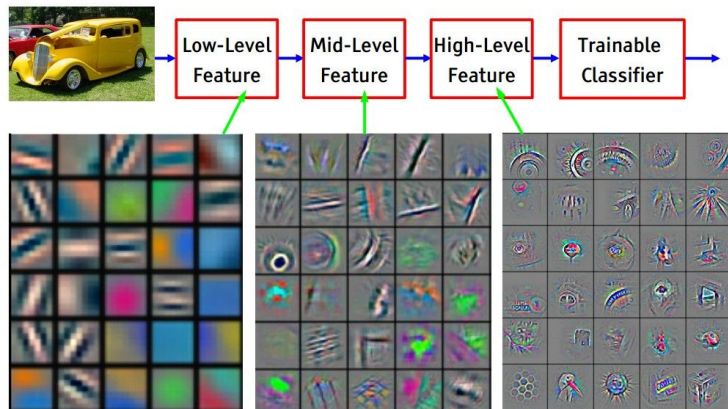 Low-Level
Feature
Mid-Level
Feature
High-Level
Feature
Trainable
Classifier